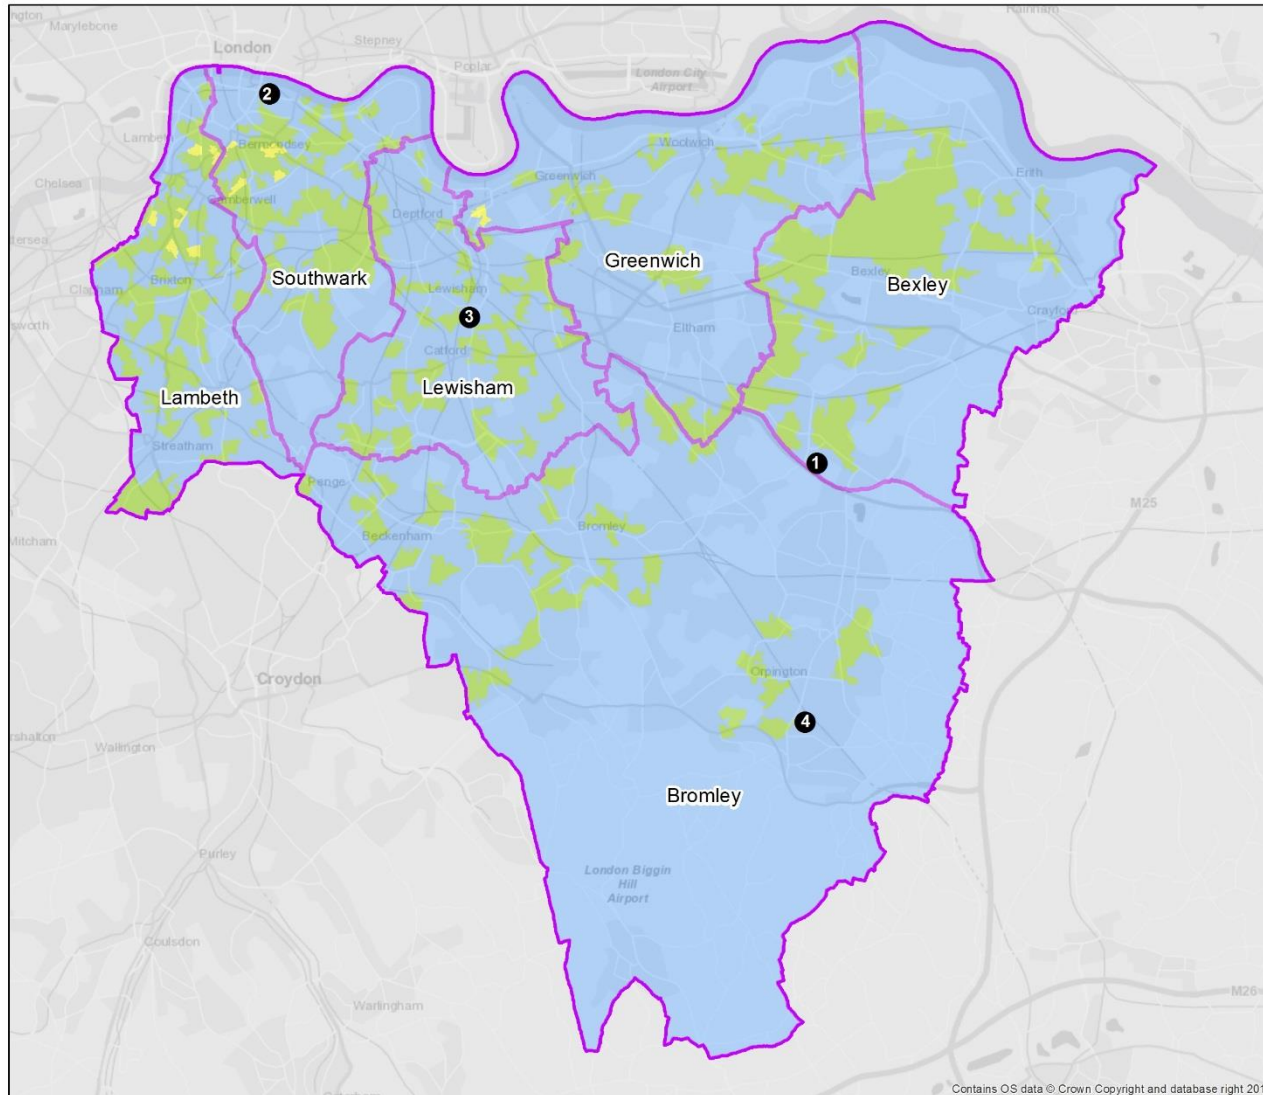 Rainham
Marylebone
Stepney
London
Poplar
London City
Airport
2
Woolwich
Bermondsey
Greenwich
Erith
Chelsea
Camberwell
Deptford
Greenwich
Southwark
Bexley
Bexley
Brixton
Lewisham
Clapham
Crayford
3
Eltham
Catford
Lewisham
Lambeth
Streatham
1
Penge
M25
Bromley
Beckenham
Mitcham
Orpington
Croydon
4
Wallington
Bromley
Purley
London Biggin
Hill
Airport
Coulsdon
M26
Warlingham
Contains OS data © Crown Copyright and database right 201